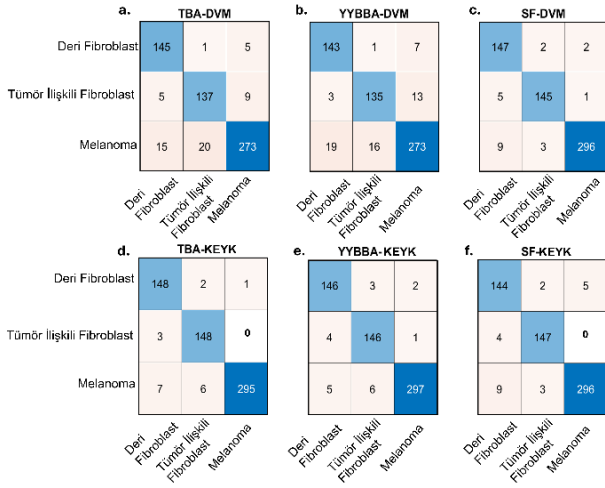 a. TBA-DVM
b. YYBBA-DVM
c. SF-DVM
Deri Fibroblast
145 1 5
143 1 7
147 2 2
Tümör İlişkili Fibroblast
5 137 9
3 135 13
5 145 1
Melanoma
15 20 273
19 16 273
9 3 296
Deri Fibroblast
Tümör İlişkili Fibroblast
Melanoma
Deri Fibroblast
Tümör İlişkili Fibroblast
Melanoma
Deri Fibroblast
Tümör İlişkili Fibroblast
Melanoma
d. TBA-KEYK
e. YYBBA-KEYK
f. SF-KEYK
Deri Fibroblast
148 2 1
146 3 2
144 2 5
Tümör İlişkili Fibroblast
3 148 0
4 146 1
4 147 0
Melanoma
7 6 295
5 6 297
9 3 296
Deri Fibroblast
Tümör İlişkili Fibroblast
Melanoma
Deri Fibroblast
Tümör İlişkili Fibroblast
Melanoma
Deri Fibroblast
Tümör İlişkili Fibroblast
Melanoma